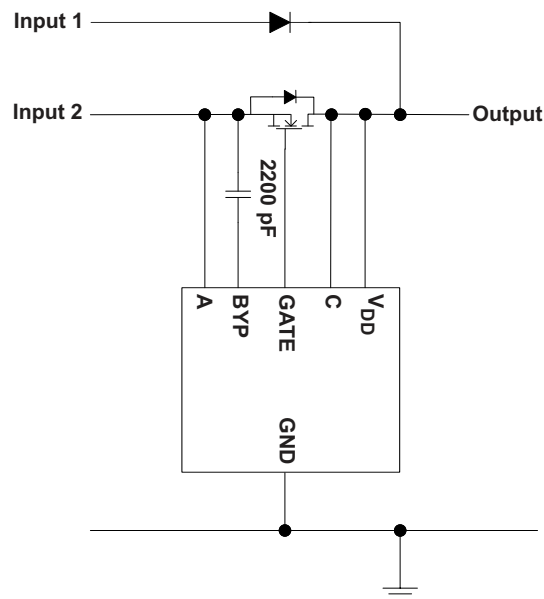 Input 1
Input 2
Output
2200 pF
A
BYP
GATE
C
VDD
GND